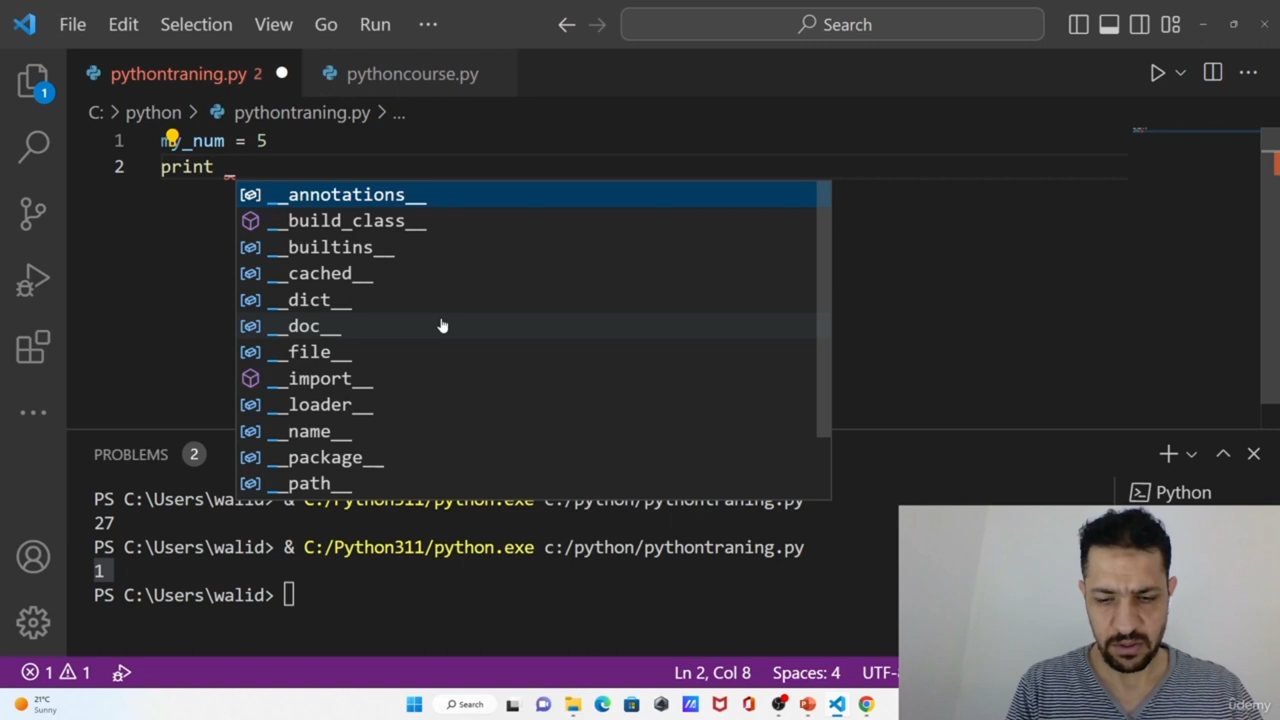 File Edit Selection View Go Run ··· Search
pythontraning.py 2 pythoncourse.py
C: > python > pythontraning.py > ...
1 my_num = 5
2 print _
__annotations__
__build_class__
__builtins__
__cached__
__dict__
__doc__
__file__
__import__
__loader__
__name__
__package__
__path__
1
PROBLEMS 2
Python
PS C:\Users\walid> & C:/Python311/python.exe c:/python/pythontraning.py
27
PS C:\Users\walid> & C:/Python311/python.exe c:/python/pythontraning.py
1
PS C:\Users\walid>
1 1 Ln 2, Col 8 Spaces: 4 UTF-
21°C
Sunny
Search
ûdemy